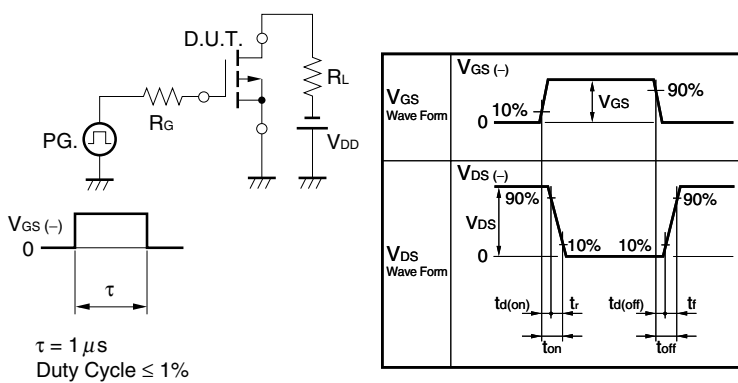 D.U.T.
RL
RG
PG.
VDD
VGS (−)
0
τ
τ = 1 μs
Duty Cycle ≤ 1%
VGS
Wave Form
VGS (−)
10%
VGS
90%
0
VDS
Wave Form
VDS (−)
90%
VDS
90%
10% 10%
0
td(on) tr td(off) tf
ton toff